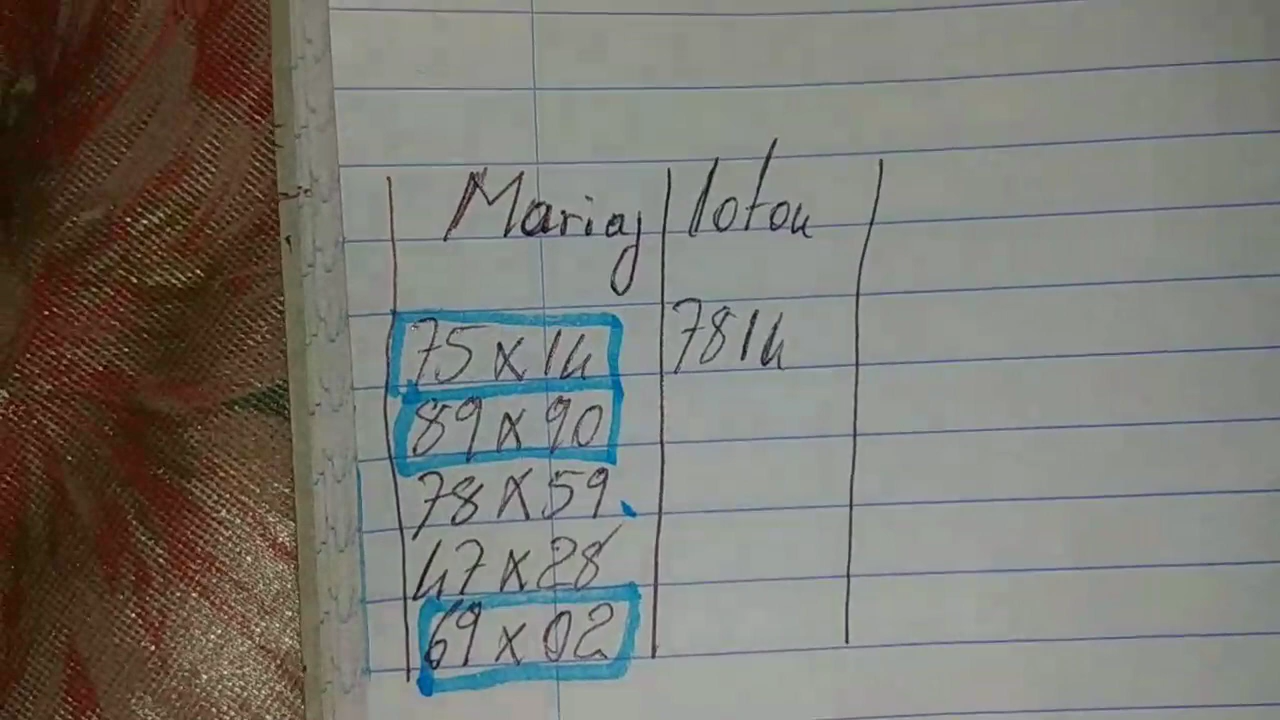 Mariaj lotou
75 x 14 7814
89 x 90
78 x 59
47 x 28
69 x 02